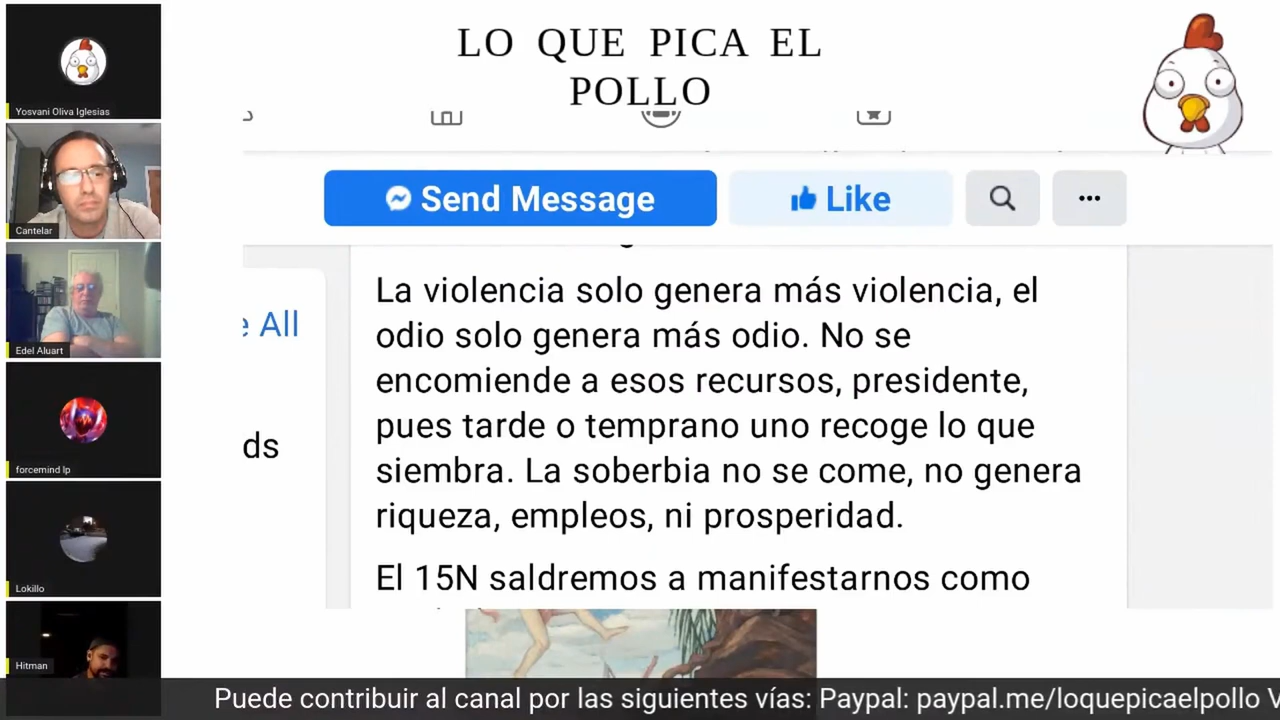 LO QUE PICA EL
POLLO
Yosvani Oliva Iglesias
Cantelar
Edel Aluart
forcemind lp
Lokillo
Hitman
Send Message
Like
All
ds
La violencia solo genera más violencia, el
odio solo genera más odio. No se
encomiende a esos recursos, presidente,
pues tarde o temprano uno recoge lo que
siembra. La soberbia no se come, no genera
riqueza, empleos, ni prosperidad.
El 15N saldremos a manifestarnos como
Puede contribuir al canal por las siguientes vías: Paypal: paypal.me/loquepicaelpollo V